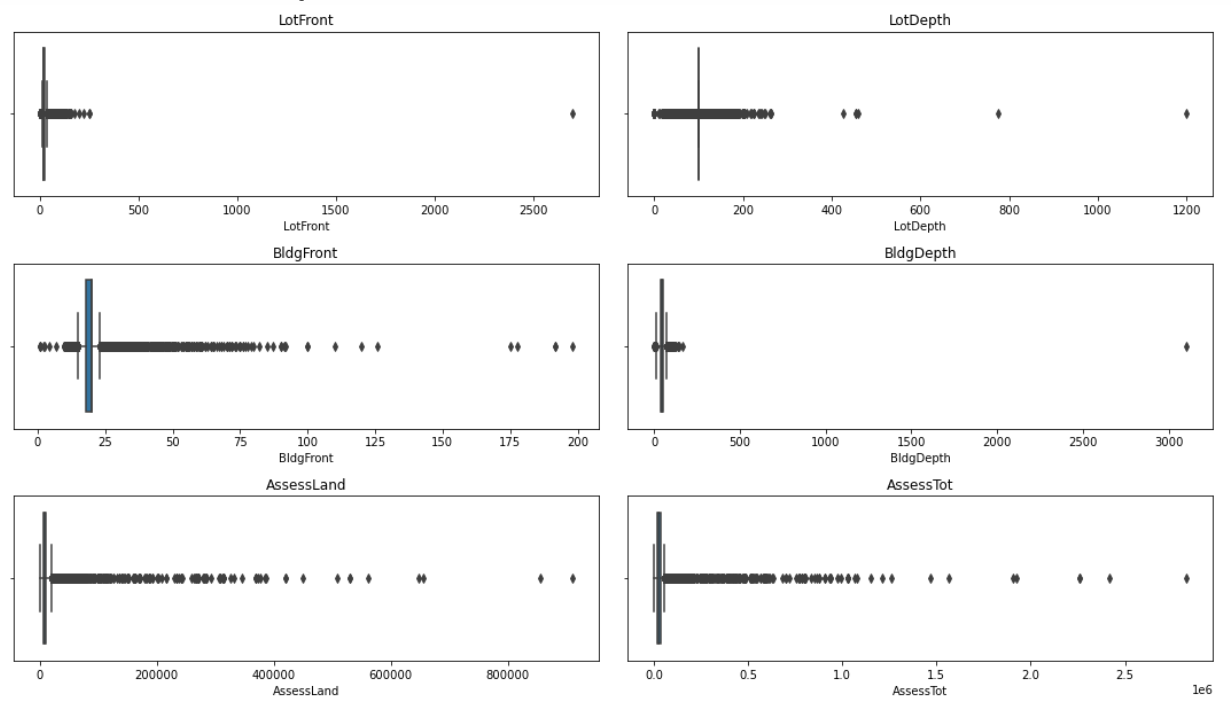 LotFront
LotDepth
0 500 1000 1500 2000 2500
0 200 400 600 800 1000 1200
LotFront
LotDepth
BldgFront
BldgDepth
0 25 50 75 100 125 150 175 200
0 500 1000 1500 2000 2500 3000
BldgFront
BldgDepth
AssessLand
AssessTot
0 200000 400000 600000 800000
0.0 0.5 1.0 1.5 2.0 2.5
1e6
AssessLand
AssessTot